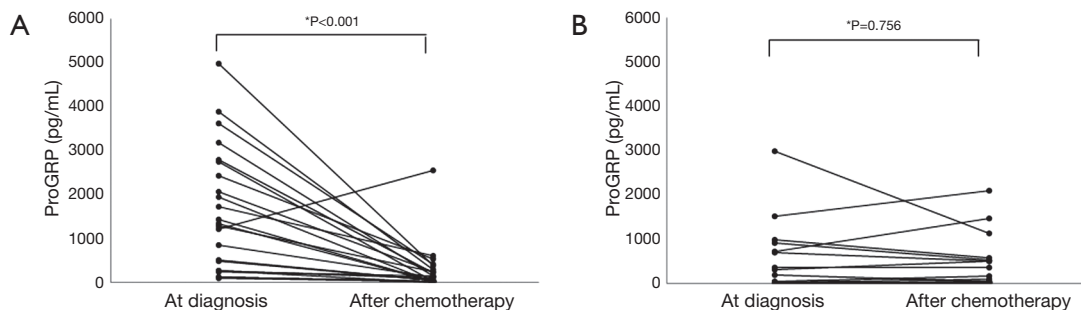 A
*P<0.001
ProGRP (pg/mL)
6000
5000
4000
3000
2000
1000
0
At diagnosis
After chemotherapy
B
*P=0.756
ProGRP (pg/mL)
6000
5000
4000
3000
2000
1000
0
At diagnosis
After chemotherapy